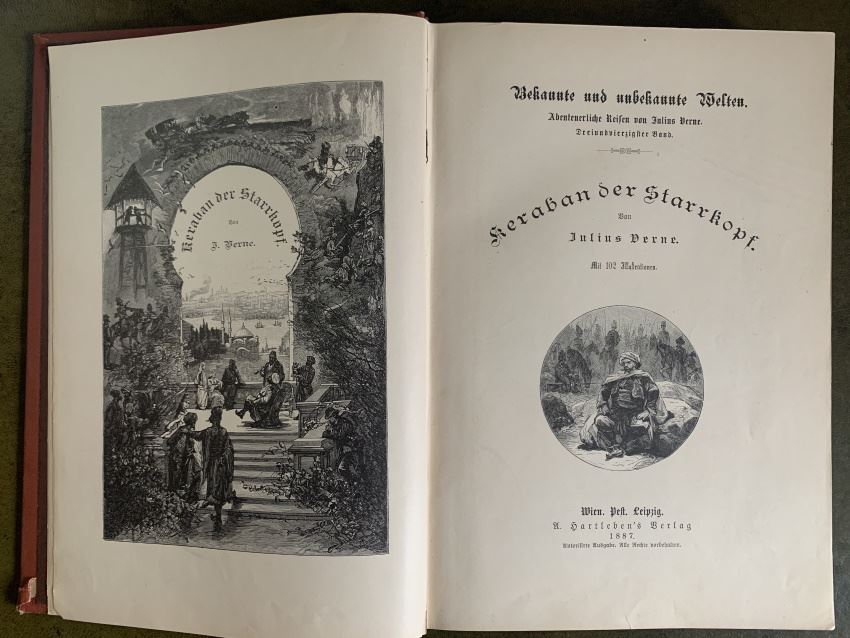 Keraban der Starrkopf.
Von
J. Verne.
Bekannte und unbekannte Welten.
Abenteuerliche Reisen von Julius Verne.
Dreiundvierzigster Band.
Keraban der Starrkopf.
Von
Julius Verne.
Mit 102 Illustrationen.
Wien. Pest. Leipzig.
A. Hartleben's Verlag
1887.
Autorisirte Ausgabe. Alle Rechte vorbehalten.